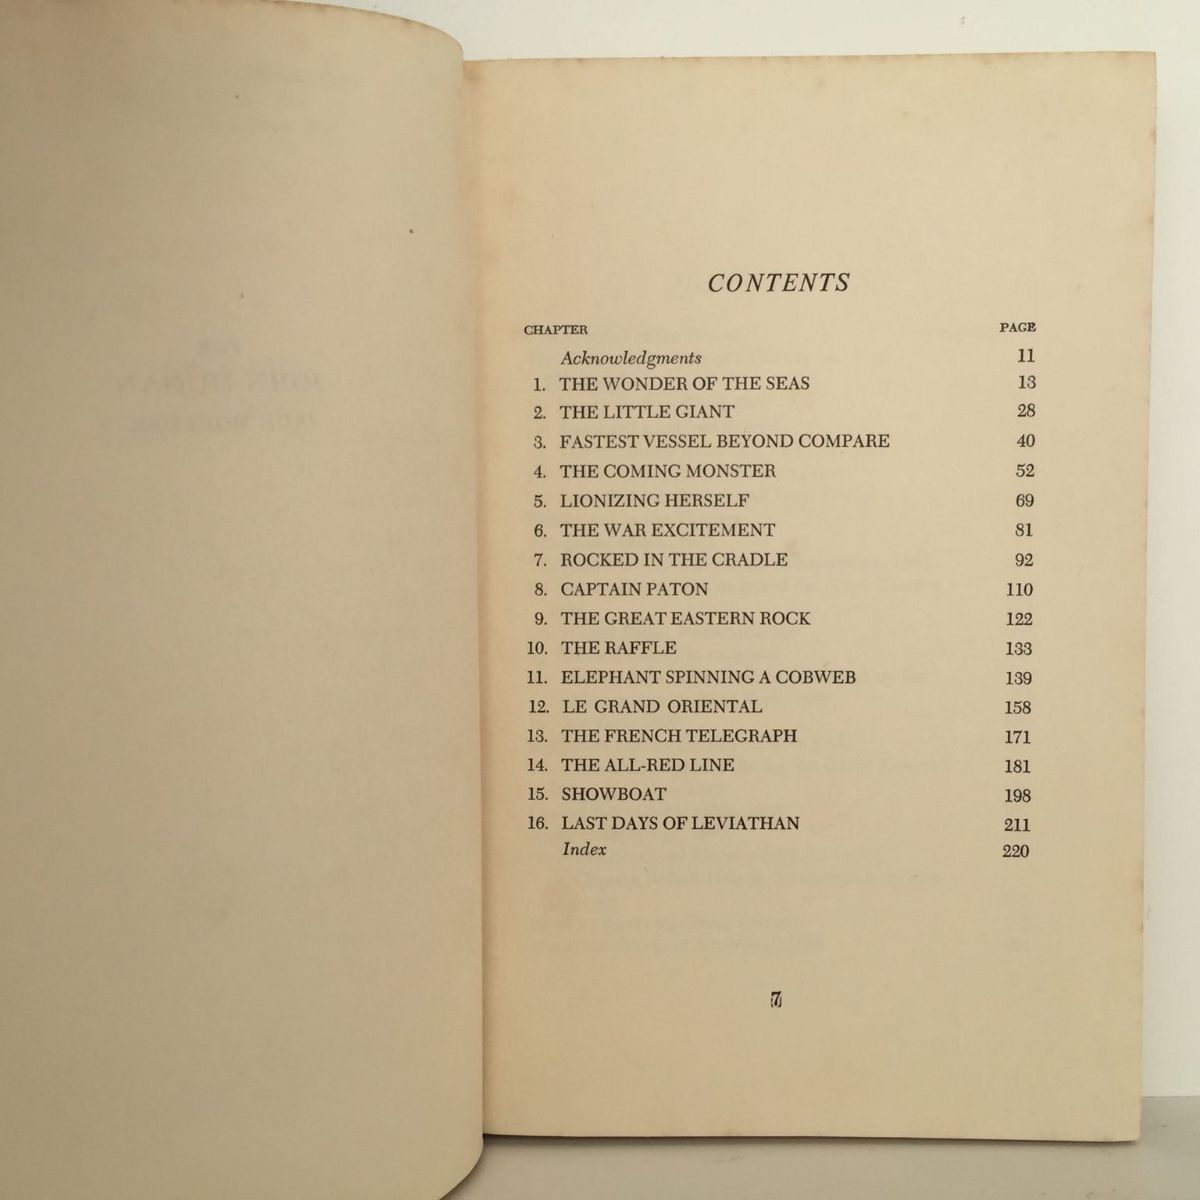 CONTENTS
CHAPTER PAGE
Acknowledgments 11
1. THE WONDER OF THE SEAS 13
2. THE LITTLE GIANT 28
3. FASTEST VESSEL BEYOND COMPARE 40
4. THE COMING MONSTER 52
5. LIONIZING HERSELF 69
6. THE WAR EXCITEMENT 81
7. ROCKED IN THE CRADLE 92
8. CAPTAIN PATON 110
9. THE GREAT EASTERN ROCK 122
10. THE RAFFLE 133
11. ELEPHANT SPINNING A COBWEB 139
12. LE GRAND ORIENTAL 158
13. THE FRENCH TELEGRAPH 171
14. THE ALL-RED LINE 181
15. SHOWBOAT 198
16. LAST DAYS OF LEVIATHAN 211
Index 220
7